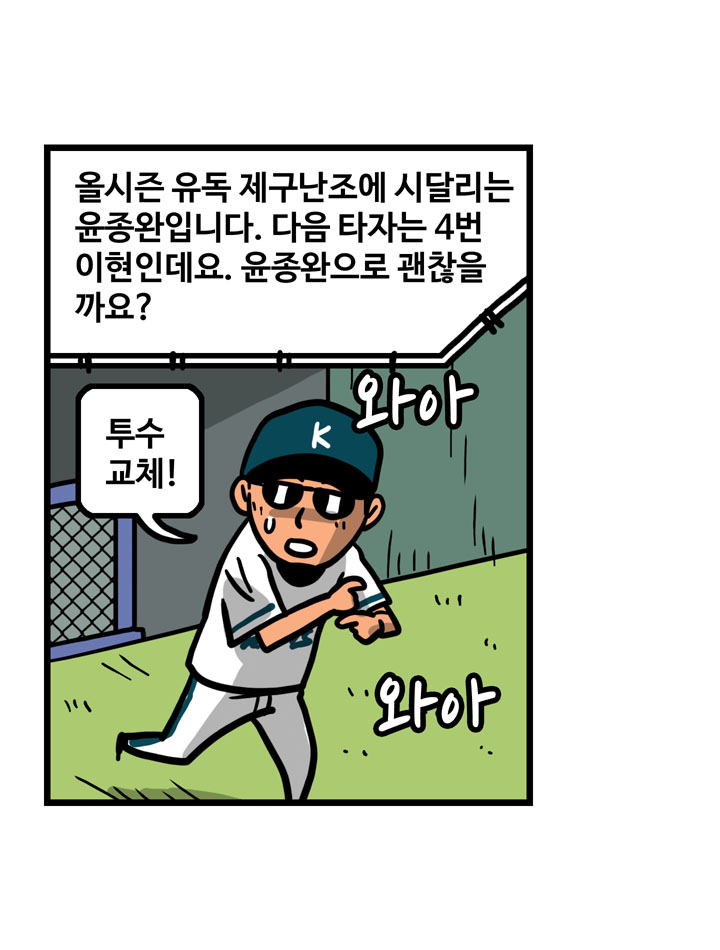 올시즌 유독 제구난조에 시달리는
윤종완입니다. 다음 타자는 4번
이현인데요. 윤종완으로 괜찮을
까요?
와아
투수
교체!
K
와아